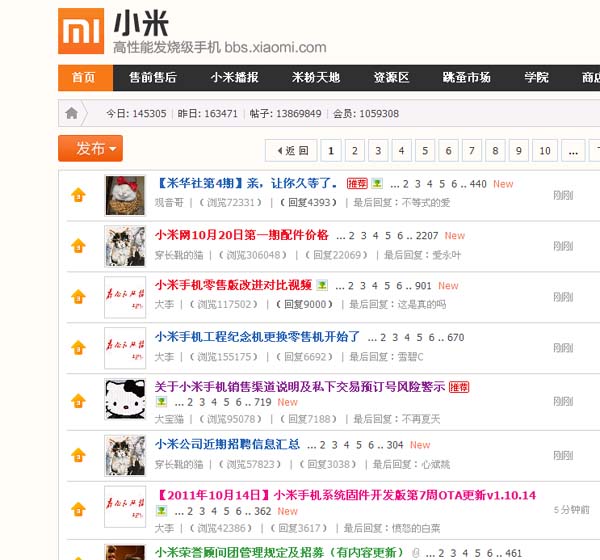 mi 小米
高性能发烧级手机 bbs.xiaomi.com
首页 售前售后 小米播报 米粉天地 资源区 跳蚤市场 学院 商店
今日: 145305 | 昨日: 163471 | 帖子: 13869849 | 会员: 1059308
发布
返回 1 2 3 4 5 6 7 8 9 10 ...
【米华社第4期】亲，让你久等了。 推荐 ... 2 3 4 5 6 .. 440 New
观音哥 | （浏览72331） | （回复4393） | 最后回复：不等式的爱
刚刚
小米网10月20日第一期配件价格 ... 2 3 4 5 6 .. 2207 New
穿长靴的猫 | （浏览306048） | （回复22069） | 最后回复：爱永叶
刚刚
小米手机零售版改进对比视频 ... 2 3 4 5 6 .. 901 New
大李 | （浏览117502） | （回复9000） | 最后回复：这是真的吗
刚刚
小米手机工程纪念机更换零售机开始了 ... 2 3 4 5 6 .. 670
大李 | （浏览155175） | （回复6692） | 最后回复：雪碧C
刚刚
关于小米手机销售渠道说明及私下交易预订号风险警示 推荐
... 2 3 4 5 6 .. 719 New
大宝猫 | （浏览95078） | （回复7188） | 最后回复：不再夏天
刚刚
小米公司近期招聘信息汇总 ... 2 3 4 5 6 .. 304 New
穿长靴的猫 | （浏览57823） | （回复3038） | 最后回复：心斌姚
刚刚
【2011年10月14日】小米手机系统固件开发版第7周OTA更新v1.10.14
... 2 3 4 5 6 .. 362 New
大李 | （浏览42386） | （回复3617） | 最后回复：愤怒的白菜
5 分钟前
小米荣誉顾问团管理规定及招募（有内容更新） ... 2 3 4 5 6 .. 461